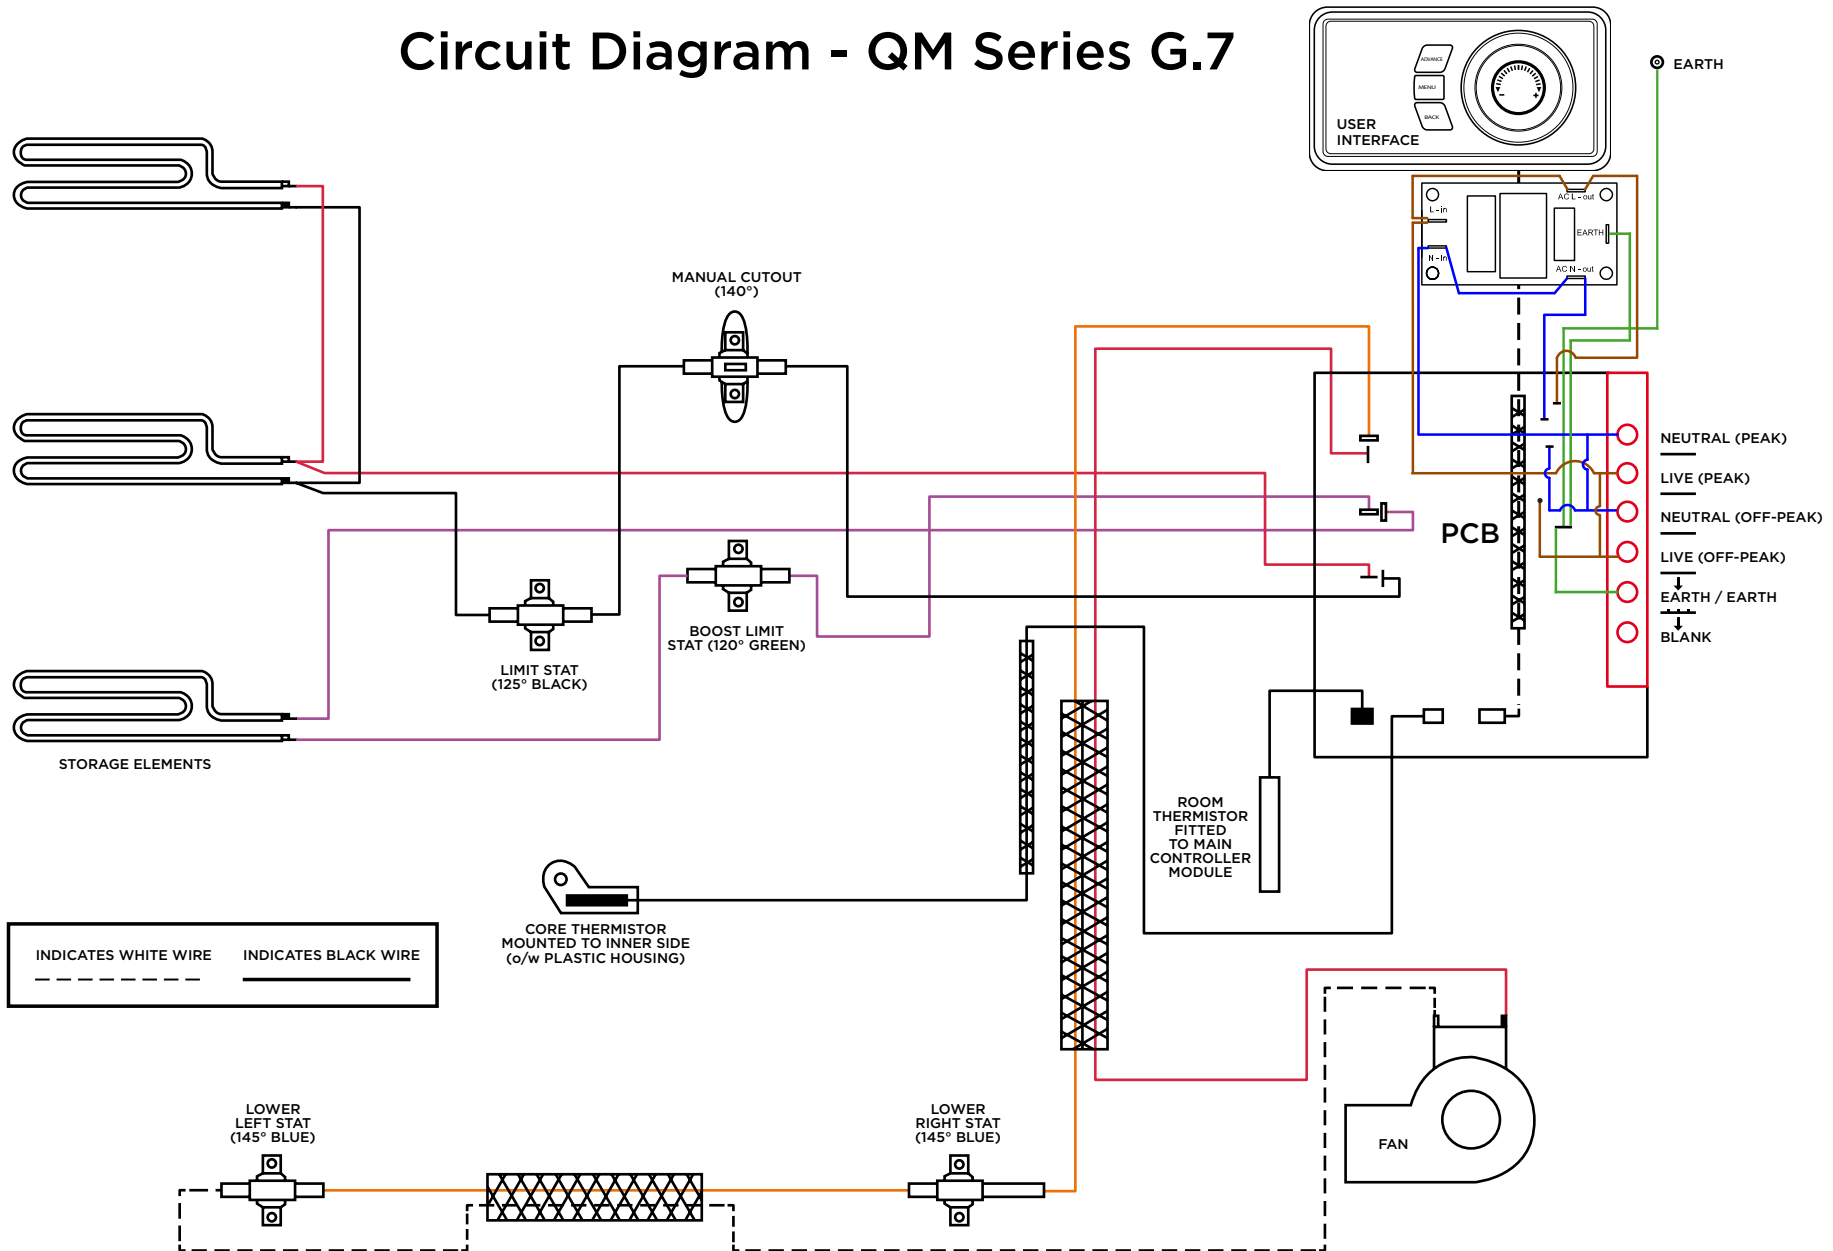 Circuit Diagram - QM Series G.7
ADVANCE
MENU
BACK
USER
INTERFACE
EARTH
AC L - out
L - in
EARTH
N - In
AC N - out
MANUAL CUTOUT
(140°)
NEUTRAL (PEAK)
LIVE (PEAK)
NEUTRAL (OFF-PEAK)
LIVE (OFF-PEAK)
EARTH / EARTH
BLANK
PCB
BOOST LIMIT
STAT (120° GREEN)
LIMIT STAT
(125° BLACK)
STORAGE ELEMENTS
ROOM
THERMISTOR
FITTED
TO MAIN
CONTROLLER
MODULE
CORE THERMISTOR
MOUNTED TO INNER SIDE
(o/w PLASTIC HOUSING)
INDICATES WHITE WIRE
INDICATES BLACK WIRE
LOWER
LEFT STAT
(145° BLUE)
LOWER
RIGHT STAT
(145° BLUE)
FAN